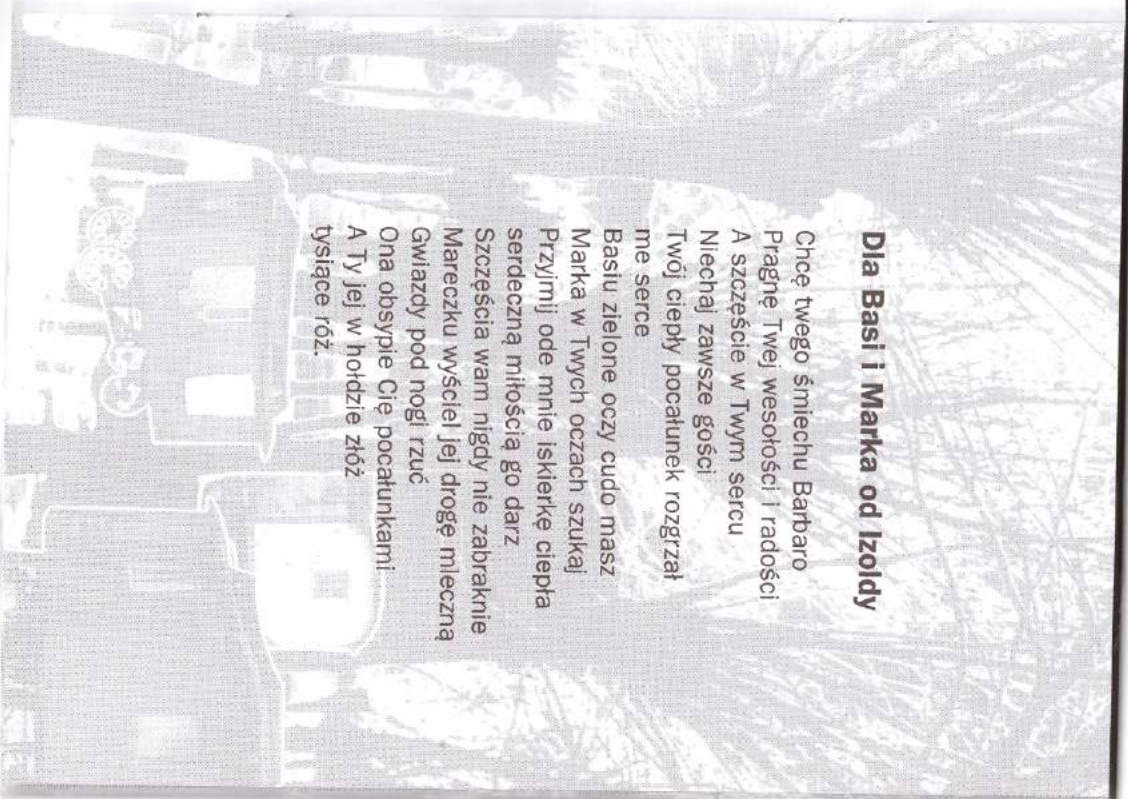 Dla Basi i Marka od Izoldy
Chcę twego śmiechu Barbaro
Pragnę Twej wesołości i radości
A szczęście w Twym sercu
Niechaj zawsze gości
Twój ciepły pocałunek rozgrzał
me serce
Basiu zielone oczy cudo masz
Marka w Twych oczach szukaj
Przyjmij ode mnie iskierkę ciepła
serdeczną miłością go darz
Szczęścia wam nigdy nie zabraknie
Mareczku wyściel jej drogę mleczną
Gwiazdy pod nogi rzuć
Ona obsypie Cię pocałunkami
A Ty jej w hołdzie złóż
tysiące róż.